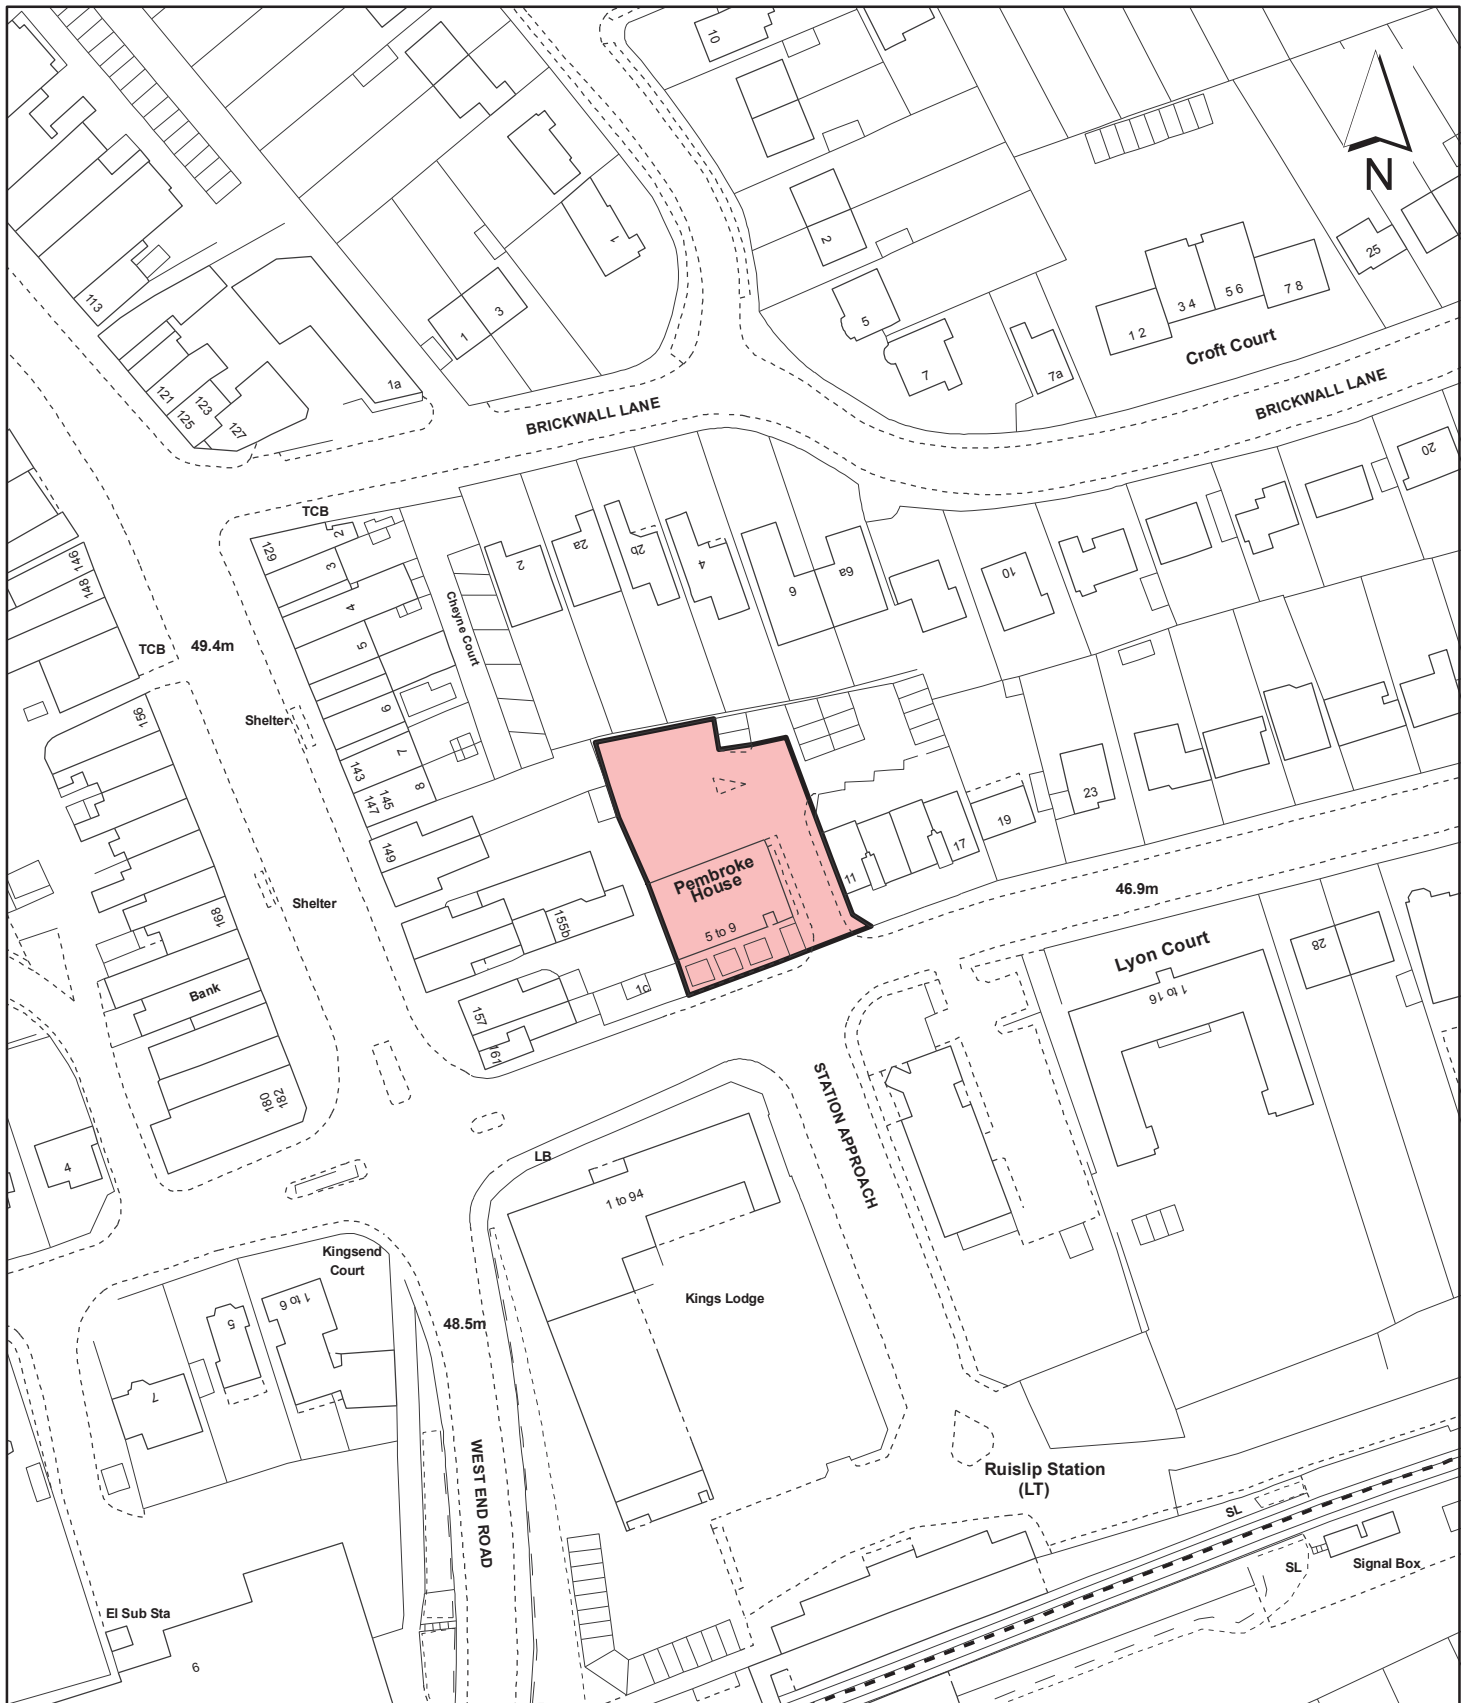 10
N
1
2
25
113
3
1
5
7 8
5 6
3 4
1 2
Croft Court
7
7a
1a
121
123
125
127
BRICKWALL LANE
BRICKWALL LANE
20
TCB
129
2
3
4
5
6
7
8
146
148
Cheyne Court
2
2a
2b
4
6
6a
10
TCB
49.4m
156
Shelter
143
145
147
149
23
19
17
11
Pembroke
House
5 to 9
46.9m
Shelter
168
155b
Lyon Court
28
1 to 16
Bank
1c
157
161
180
182
STATION APPROACH
4
LB
1 to 94
Kingsend
Court
1 to 6
5
7
Kings Lodge
48.5m
WEST END ROAD
Ruislip Station
(LT)
SL
SL
Signal Box
El Sub Sta
6